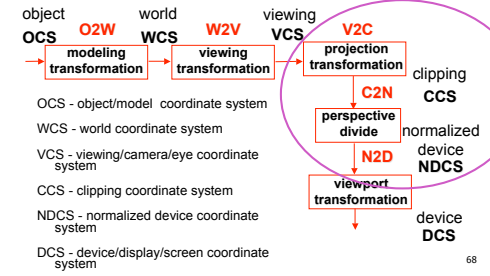 object
world
viewing
OCS
O2W
WCS
W2V
VCS
V2C
modeling
transformation
viewing
transformation
projection
transformation
clipping
CCS
C2N
perspective
divide
normalized
device
NDCS
N2D
viewport
transformation
device
DCS
OCS - object/model coordinate system
WCS - world coordinate system
VCS - viewing/camera/eye coordinate
system
CCS - clipping coordinate system
NDCS - normalized device coordinate
system
DCS - device/display/screen coordinate
system
68